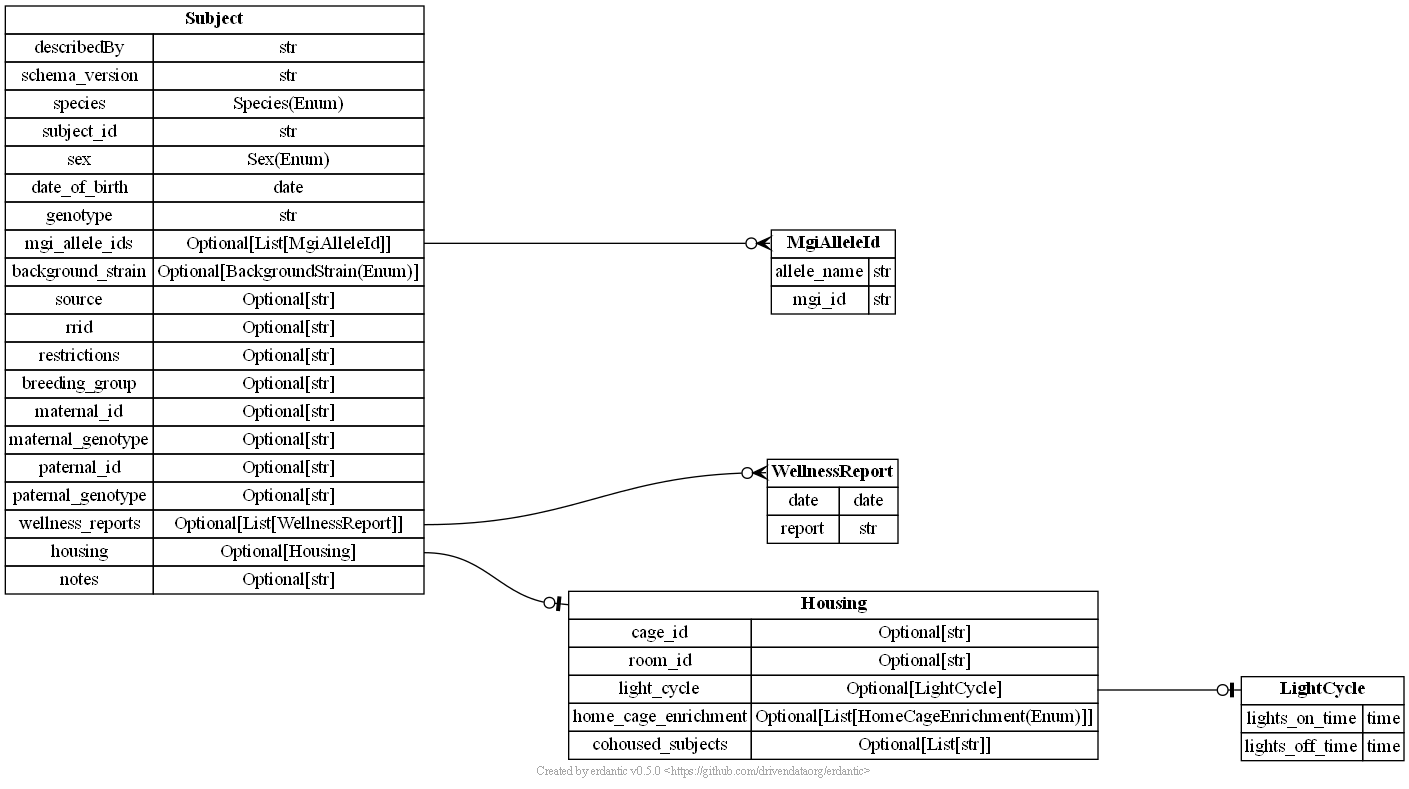 Subject
describedBy str
schema_version str
species Species(Enum)
subject_id str
sex Sex(Enum)
date_of_birth date
genotype str
mgi_allele_ids Optional[List[MgiAlleleId]]
background_strain Optional[BackgroundStrain(Enum)]
source Optional[str]
rrid Optional[str]
restrictions Optional[str]
breeding_group Optional[str]
maternal_id Optional[str]
maternal_genotype Optional[str]
paternal_id Optional[str]
paternal_genotype Optional[str]
wellness_reports Optional[List[WellnessReport]]
housing Optional[Housing]
notes Optional[str]
MgiAlleleId
allele_name str
mgi_id str
WellnessReport
date date
report str
Housing
cage_id Optional[str]
room_id Optional[str]
light_cycle Optional[LightCycle]
home_cage_enrichment Optional[List[HomeCageEnrichment(Enum)]]
cohoused_subjects Optional[List[str]]
LightCycle
lights_on_time time
lights_off_time time
Created by erdantic v0.5.0 <https://github.com/drivendataorg/erdantic>